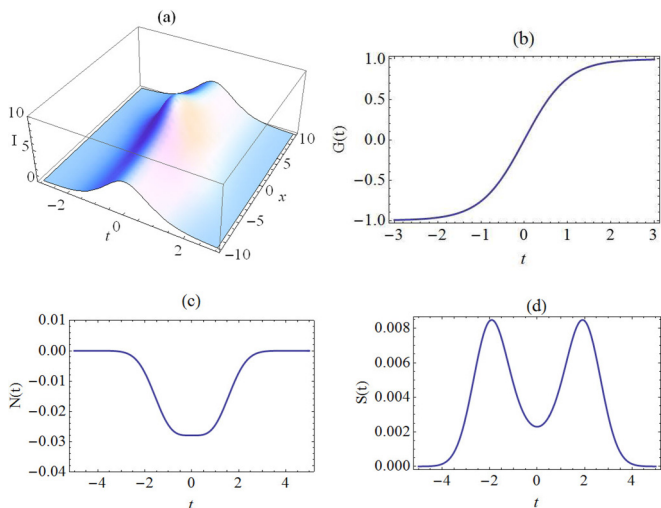 (a)
10
I 5
0
−2
0
t
2
−10
−5
0
x
5
10
(b)
1.0
0.5
0.0
−0.5
−1.0
G(t)
−3 −2 −1 0 1 2 3
t
(c)
0.01
0.00
−0.01
−0.02
−0.03
−0.04
N(t)
−4 −2 0 2 4
t
(d)
0.008
0.006
0.004
0.002
0.000
S(t)
−4 −2 0 2 4
t